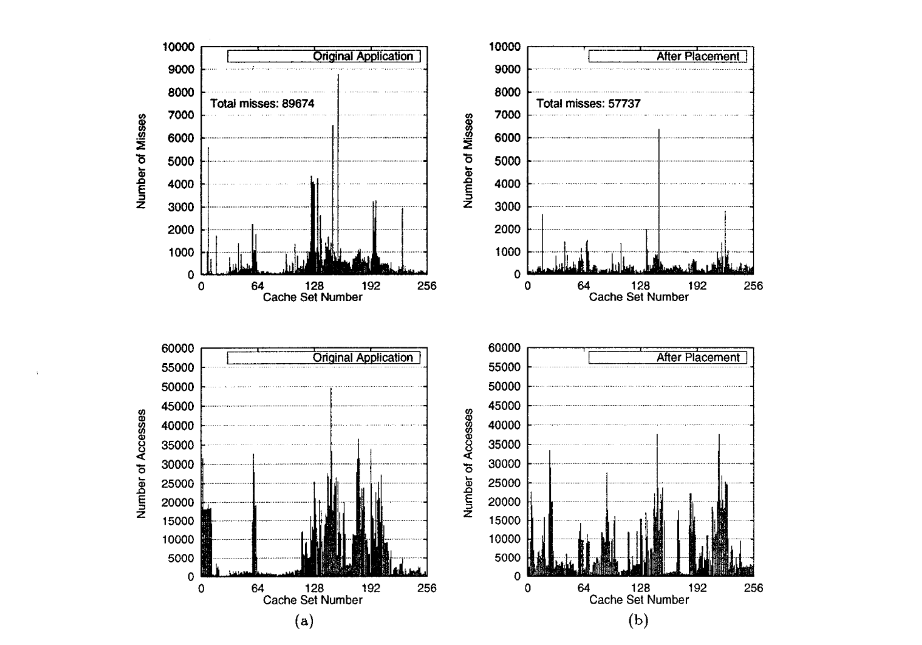 Original Application
Total misses: 89674
Number of Misses
10000
9000
8000
7000
6000
5000
4000
3000
2000
1000
0
0 64 128 192 256
Cache Set Number
After Placement
Total misses: 57737
Number of Misses
10000
9000
8000
7000
6000
5000
4000
3000
2000
1000
0
0 64 128 192 256
Cache Set Number
Original Application
Number of Accesses
60000
55000
50000
45000
40000
35000
30000
25000
20000
15000
10000
5000
0
0 64 128 192 256
Cache Set Number
(a)
After Placement
Number of Accesses
60000
55000
50000
45000
40000
35000
30000
25000
20000
15000
10000
5000
0
0 64 128 192 256
Cache Set Number
(b)